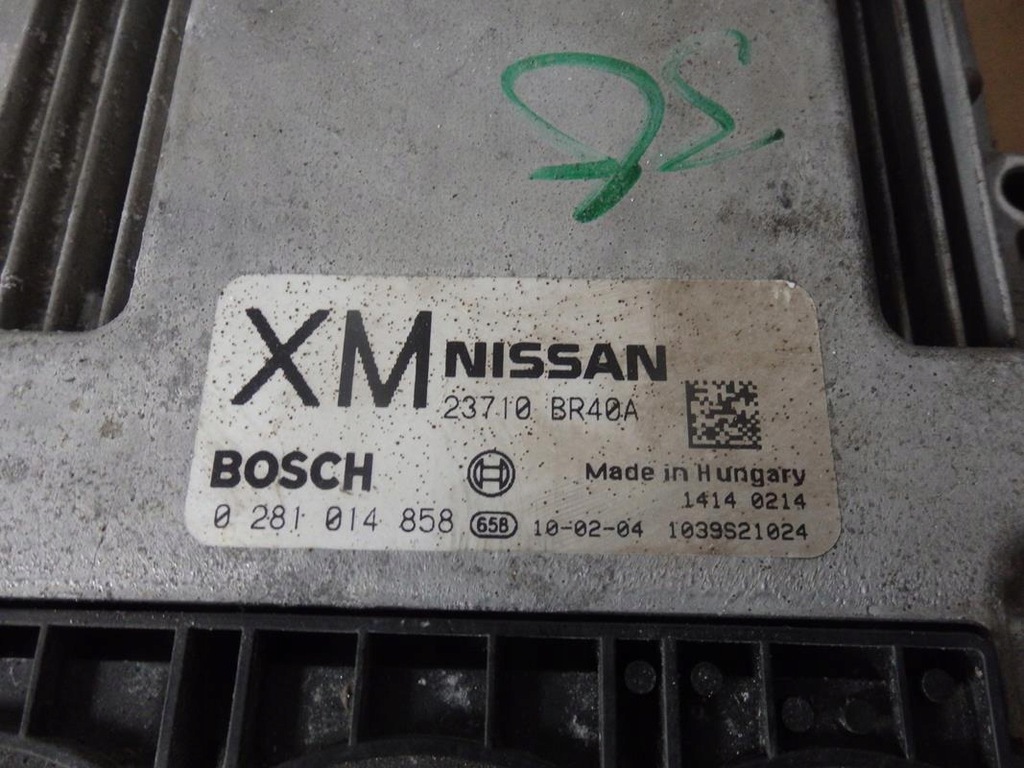 XM NISSAN
23710 BR40A
BOSCH Made in Hungary
1414 0214
0 281 014 858 658 10-02-04 1039S21024